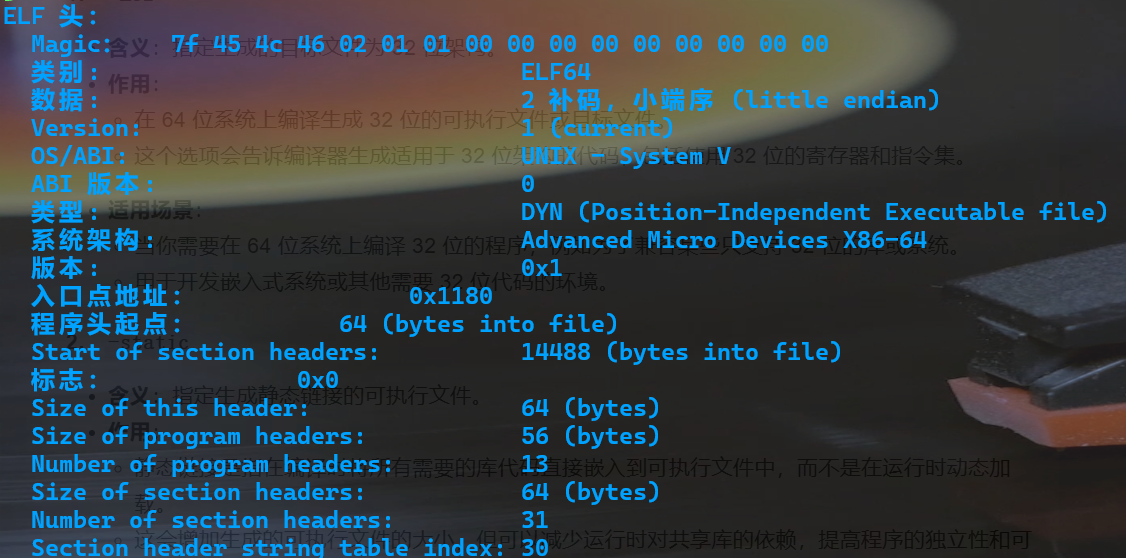 ELF 头：
Magic: 7f 45 4c 46 02 01 01 00 00 00 00 00 00 00 00 00
含义：指定生成的目标文件为 32 位架构。
类别: ELF64
作用：
数据: 2 补码，小端序 (little endian)
在 64 位系统上编译生成 32 位的可执行文件或目标文件。
Version: 1 (current)
OS/ABI: UNIX - System V
这个选项会告诉编译器生成适用于 32 位 32 位的寄存器和指令集。
ABI 版本: 0
类型: DYN (Position-Independent Executable file)
适用场景：
系统架构: Advanced Micro Devices X86-64
当你需要在 64 位系统上编译 32 位的程序
版本: 0x1
用于开发嵌入式系统或其他需要 32 位代码的环境。
入口点地址: 0x1180
程序头起点: 64 (bytes into file)
-static
Start of section headers: 14488 (bytes into file)
标志: 0x0
含义：指定生成静态链接的可执行文件。
Size of this header: 64 (bytes)
作用：
Size of program headers: 56 (bytes)
Number of program headers: 13
所有需要的库代码直接嵌入到可执行文件中，而不是在运行时动态加
Size of section headers: 64 (bytes)
载。
Number of section headers: 31
这会增加生成的可执行文件的大小，但可以减少运行时对共享库的依赖，提高程序的独立性和可
Section header string table index: 30